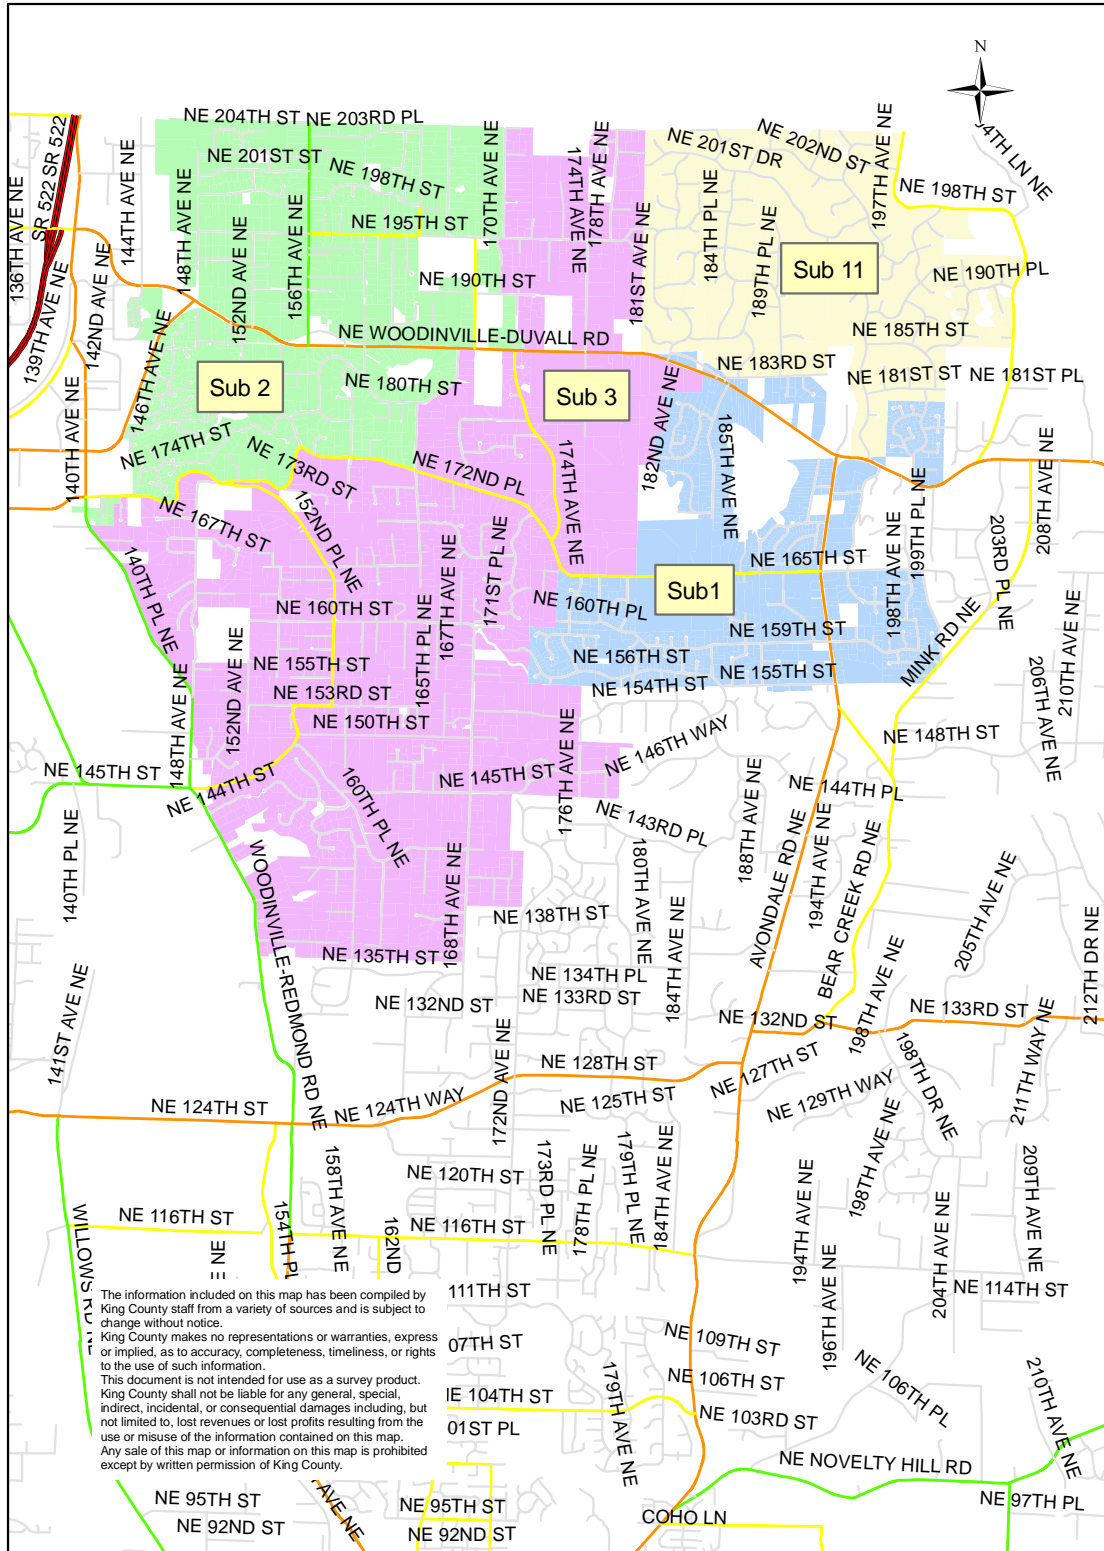 N
NE 204TH ST
NE 203RD PL
NE 201ST ST
NE 198TH ST
NE 195TH ST
NE 190TH ST
NE 201ST DR
NE 202ND ST
197TH AVE NE
NE 198TH ST
SR 522
SR 522
136TH AVE NE
139TH AVE NE
142ND AVE NE
144TH AVE NE
148TH AVE NE
152ND AVE NE
156TH AVE NE
170TH AVE NE
174TH AVE NE
178TH AVE NE
181ST AVE NE
184TH PL NE
189TH PL NE
Sub 11
NE 190TH PL
NE 185TH ST
NE WOODINVILLE-DUVALL RD
NE 183RD ST
NE 181ST ST
NE 181ST PL
146TH AVE NE
140TH AVE NE
Sub 2
NE 180TH ST
Sub 3
182ND AVE NE
185TH AVE NE
NE 174TH ST
NE 173RD ST
NE 172ND PL
174TH AVE NE
NE 167TH ST
152ND PL NE
171ST PL NE
167TH AVE NE
165TH PL NE
198TH AVE NE
199TH PL NE
203RD PL NE
208TH AVE NE
140TH PL NE
NE 165TH ST
Sub1
NE 160TH ST
NE 160TH PL
NE 159TH ST
NE 156TH ST
NE 155TH ST
NE 155TH ST
NE 154TH ST
NE 153RD ST
NE 150TH ST
152ND AVE NE
148TH AVE NE
MINK RD NE
206TH AVE NE
210TH AVE NE
NE 148TH ST
NE 146TH WAY
176TH AVE NE
NE 145TH ST
NE 145TH ST
NE 144TH ST
160TH PL NE
NE 143RD PL
NE 144TH PL
188TH AVE NE
194TH AVE NE
AVONDALE RD NE
BEAR CREEK RD NE
140TH PL NE
WOODINVILLE-REDMOND RD NE
168TH AVE NE
180TH AVE NE
184TH AVE NE
205TH AVE NE
212TH DR NE
NE 138TH ST
NE 135TH ST
NE 134TH PL
NE 133RD ST
NE 132ND ST
NE 132ND ST
NE 133RD ST
198TH AVE NE
198TH DR NE
211TH WAY NE
141ST AVE NE
172ND AVE NE
NE 128TH ST
NE 127TH ST
NE 129TH WAY
NE 125TH ST
NE 124TH ST
NE 124TH WAY
NE 120TH ST
158TH AVE NE
173RD PL NE
178TH PL NE
179TH PL NE
184TH AVE NE
194TH AVE NE
198TH AVE NE
204TH AVE NE
209TH AVE NE
NE 116TH ST
NE 116TH ST
154TH PL
162ND
196TH AVE NE
NE 114TH ST
111TH ST
NE 109TH ST
07TH ST
NE 106TH ST
NE 106TH PL
NE 104TH ST
NE 103RD ST
01ST PL
179TH AVE NE
210TH AVE NE
The information included on this map has been compiled by
King County staff from a variety of sources and is subject to
change without notice.
King County makes no representations or warranties, express
or implied, as to accuracy, completeness, timeliness, or rights
to the use of such information.
This document is not intended for use as a survey product.
King County shall not be liable for any general, special,
indirect, incidental, or consequential damages including, but
not limited to, lost revenues or lost profits resulting from the
use or misuse of the information contained on this map.
Any sale of this map or information on this map is prohibited
except by written permission of King County.
NE NOVELTY HILL RD
NE 97TH PL
NE 95TH ST
NE 95TH ST
NE 92ND ST
NE 92ND ST
AVE NE
COHO LN